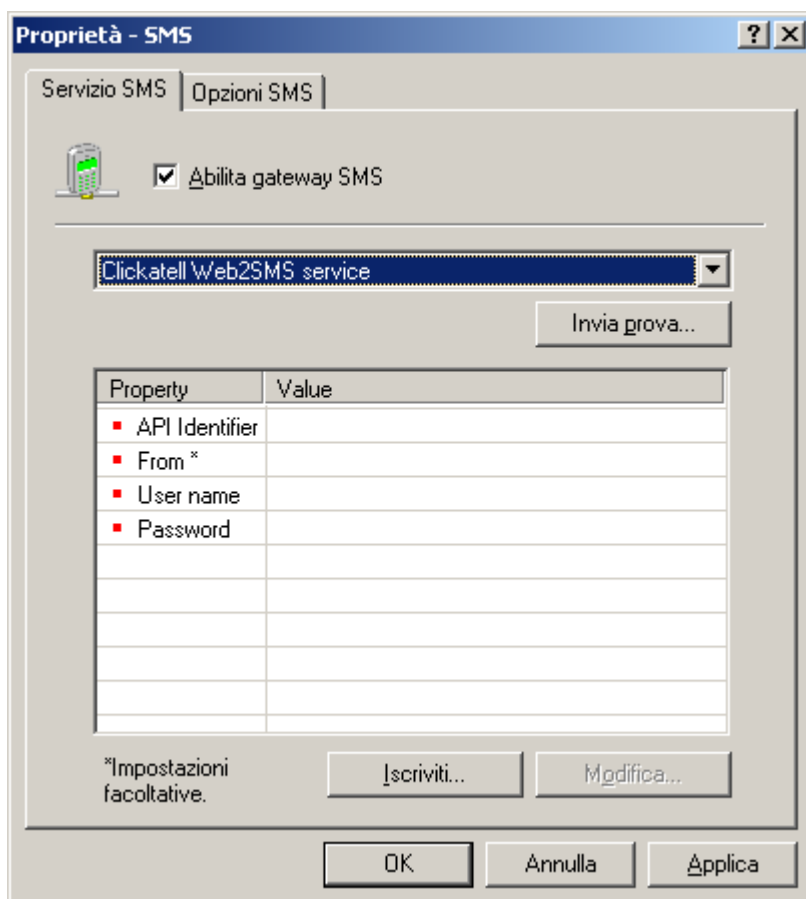 Proprietà - SMS
Servizio SMS
Opzioni SMS
Abilita gateway SMS
Clickatell Web2SMS service
Invia prova...
Property Value
API Identifier
From *
User name
Password
*Impostazioni
facoltative.
Iscriviti...
Modifica...
OK
Annulla
Applica